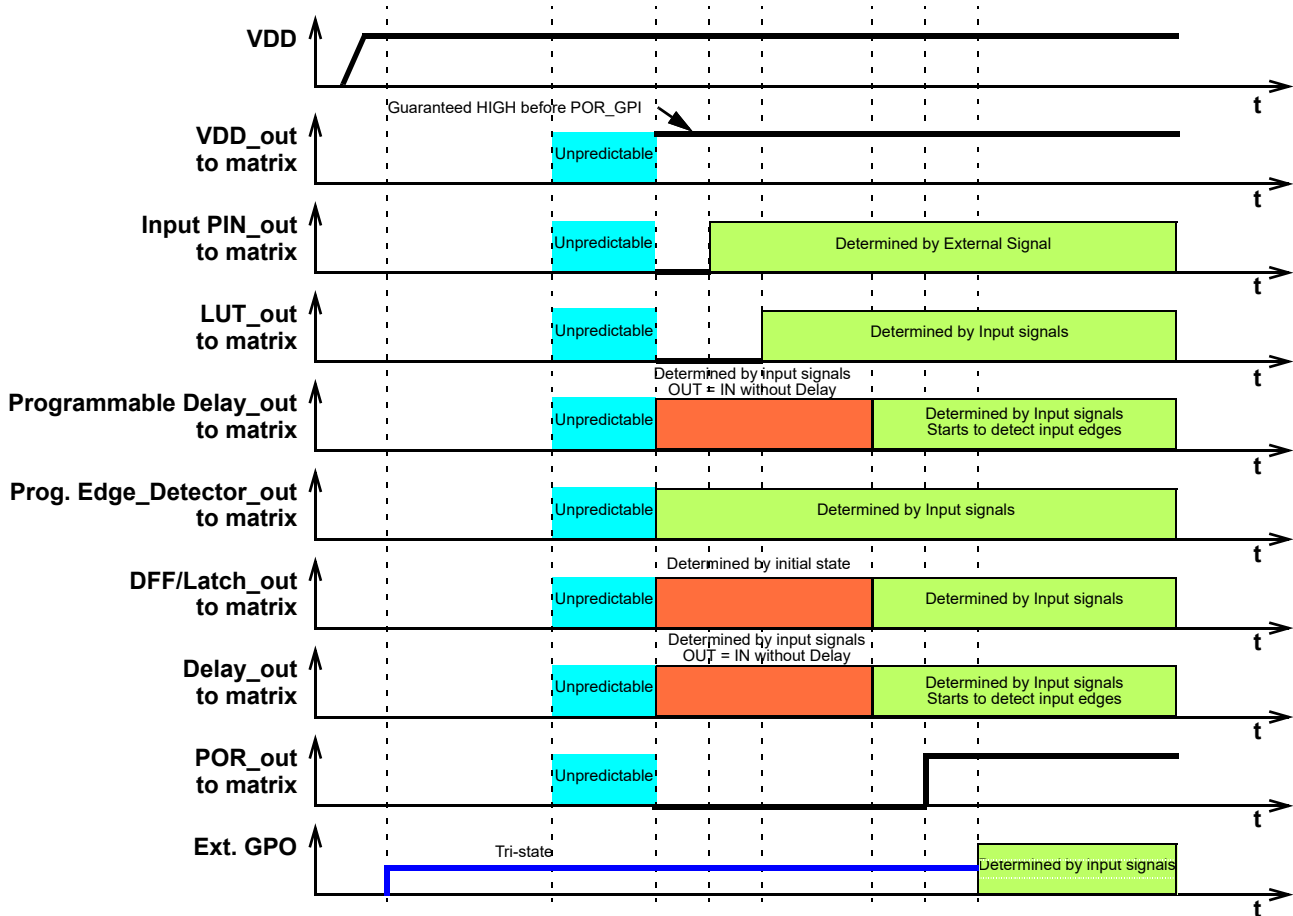 VDD
t
Guaranteed HIGH before POR_GPI
VDD_out
to matrix
Unpredictable
t
Input PIN_out
to matrix
Unpredictable
Determined by External Signal
t
LUT_out
to matrix
Unpredictable
Determined by Input signals
t
Determined by input signals
OUT = IN without Delay
Programmable Delay_out
to matrix
Unpredictable
Determined by Input signals
Starts to detect input edges
t
Prog. Edge_Detector_out
to matrix
Unpredictable
Determined by Input signals
t
Determined by initial state
DFF/Latch_out
to matrix
Unpredictable
Determined by Input signals
t
Determined by input signals
OUT = IN without Delay
Delay_out
to matrix
Unpredictable
Determined by Input signals
Starts to detect input edges
t
POR_out
to matrix
Unpredictable
t
Ext. GPO
Tri-state
Determined by input signals
t